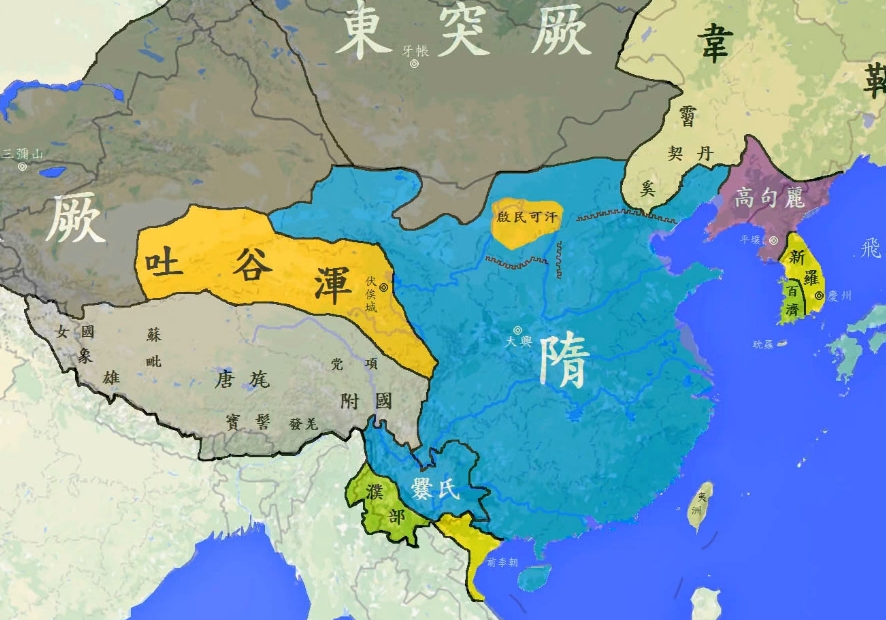 東突厥
牙帳
韋
霫
契丹
奚
三彌山
厥
吐谷渾
伏俟城
啟民可汗
高句麗
平壤
新羅
百濟
慶州
飛
耽羅
大興
隋
女國
象雄
蘇毗
唐旄
党項
附國
寶髻
發羌
爨氏
濮部
前李朝
夷洲